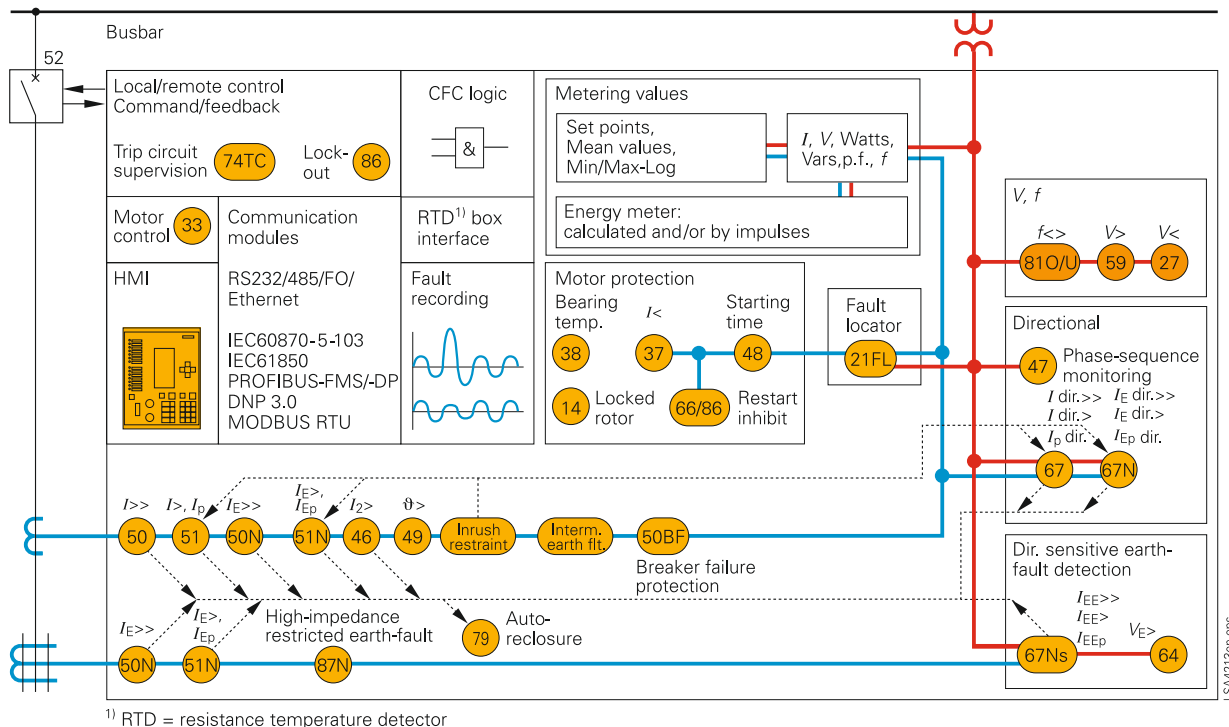 Busbar
52
Local/remote control
Command/feedback
Trip circuit
supervision
74TC
Lock-
out
86
CFC logic
&
Motor
control
33
Communication
modules
RTD1) box
interface
HMI
RS232/485/FO/
Ethernet
IEC60870-5-103
IEC61850
PROFIBUS-FMS/-DP
DNP 3.0
MODBUS RTU
Fault
recording
Metering values
Set points,
Mean values,
Min/Max-Log
I, V, Watts,
Vars,p.f., f
Energy meter:
calculated and/or by impulses
Motor protection
Bearing
temp.
38
I<
37
Starting
time
48
14
Locked
rotor
66/86
Restart
inhibit
Fault
locator
21FL
V, f
f<>
V>
V<
81O/U
59
27
Directional
47
Phase-sequence
monitoring
I dir.>>
I dir.>
Ip dir.
IE dir.>>
IE dir.>
IEp dir.
67
67N
I>>
I>, Ip
IE>>
IE>,
IEp
I2>
ϑ>
50
51
50N
51N
46
49
Inrush
restraint
Interm.
earth flt.
50BF
Breaker failure
protection
Dir. sensitive earth-
fault detection
IEE>>
IEE>
IEEp
VE>
67Ns
64
IE>>
IE>,
IEp
High-impedance
restricted earth-fault
79
Auto-
reclosure
50N
51N
87N
LSA4213en.eps
1) RTD = resistance temperature detector